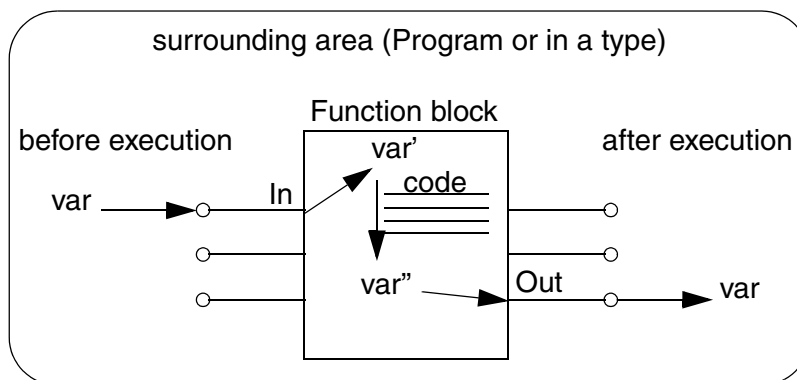 surrounding area (Program or in a type)
Function block
before execution
after execution
var'
code
In
var
var"
Out
var